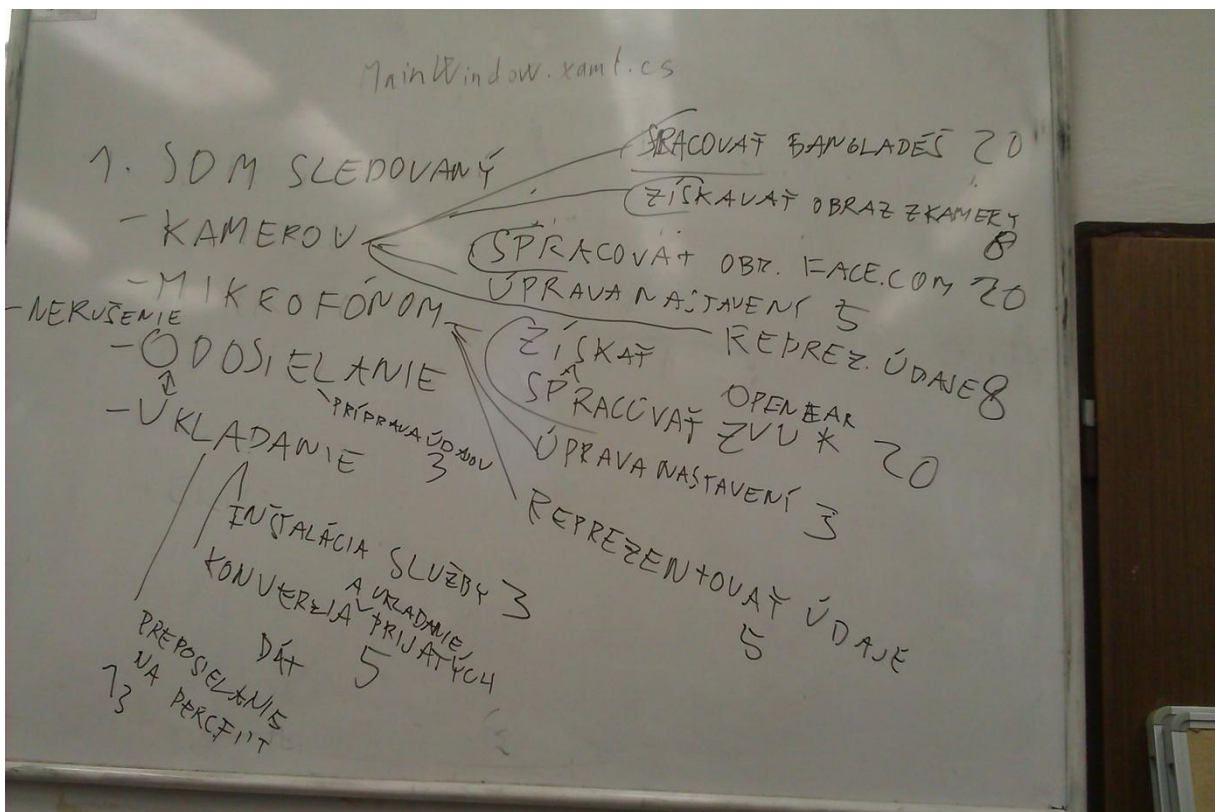 MainWindow.xaml.cs
1. SOM SLEDOVANÝ
- KAMEROU
- MIKROFÓNOM
- NERUŠENIE
- ODOSIELANIE
PRÍPRAVA ÚDAJOV
3
- UKLADANIE
SPRACOVAŤ BANGLADÉŠ 20
ZÍSKAVAŤ OBRAZ Z KAMERY
8
SPRACOVAŤ OBR. FACE.COM 20
ÚPRAVA NASTAVENÍ 5
REPREZ. ÚDAJE 8
ZÍSKAŤ
A OPENEAR
SPRACOVAŤ ZVUK 20
ÚPRAVA NASTAVENÍ 3
REPREZENTOVAŤ ÚDAJE
5
INŠTALÁCIA SLUŽBY 3
A UKLADANIE
KONVERZIA PRIJATÝCH
DÁT 5
PREPOSIELANIE
NA PERCEIIT
13